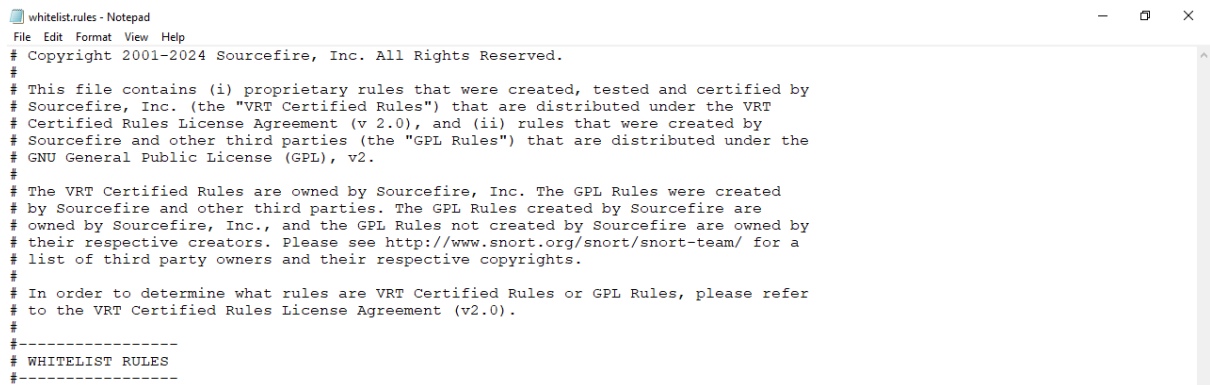 whitelist.rules - Notepad
File Edit Format View Help
# Copyright 2001-2024 Sourcefire, Inc. All Rights Reserved.
#
# This file contains (i) proprietary rules that were created, tested and certified by
# Sourcefire, Inc. (the "VRT Certified Rules") that are distributed under the VRT
# Certified Rules License Agreement (v 2.0), and (ii) rules that were created by
# Sourcefire and other third parties (the "GPL Rules") that are distributed under the
# GNU General Public License (GPL), v2.
#
# The VRT Certified Rules are owned by Sourcefire, Inc. The GPL Rules were created
# by Sourcefire and other third parties. The GPL Rules created by Sourcefire are
# owned by Sourcefire, Inc., and the GPL Rules not created by Sourcefire are owned by
# their respective creators. Please see http://www.snort.org/snort/snort-team/ for a
# list of third party owners and their respective copyrights.
#
# In order to determine what rules are VRT Certified Rules or GPL Rules, please refer
# to the VRT Certified Rules License Agreement (v2.0).
#
#-----------------
# WHITELIST RULES
#-----------------